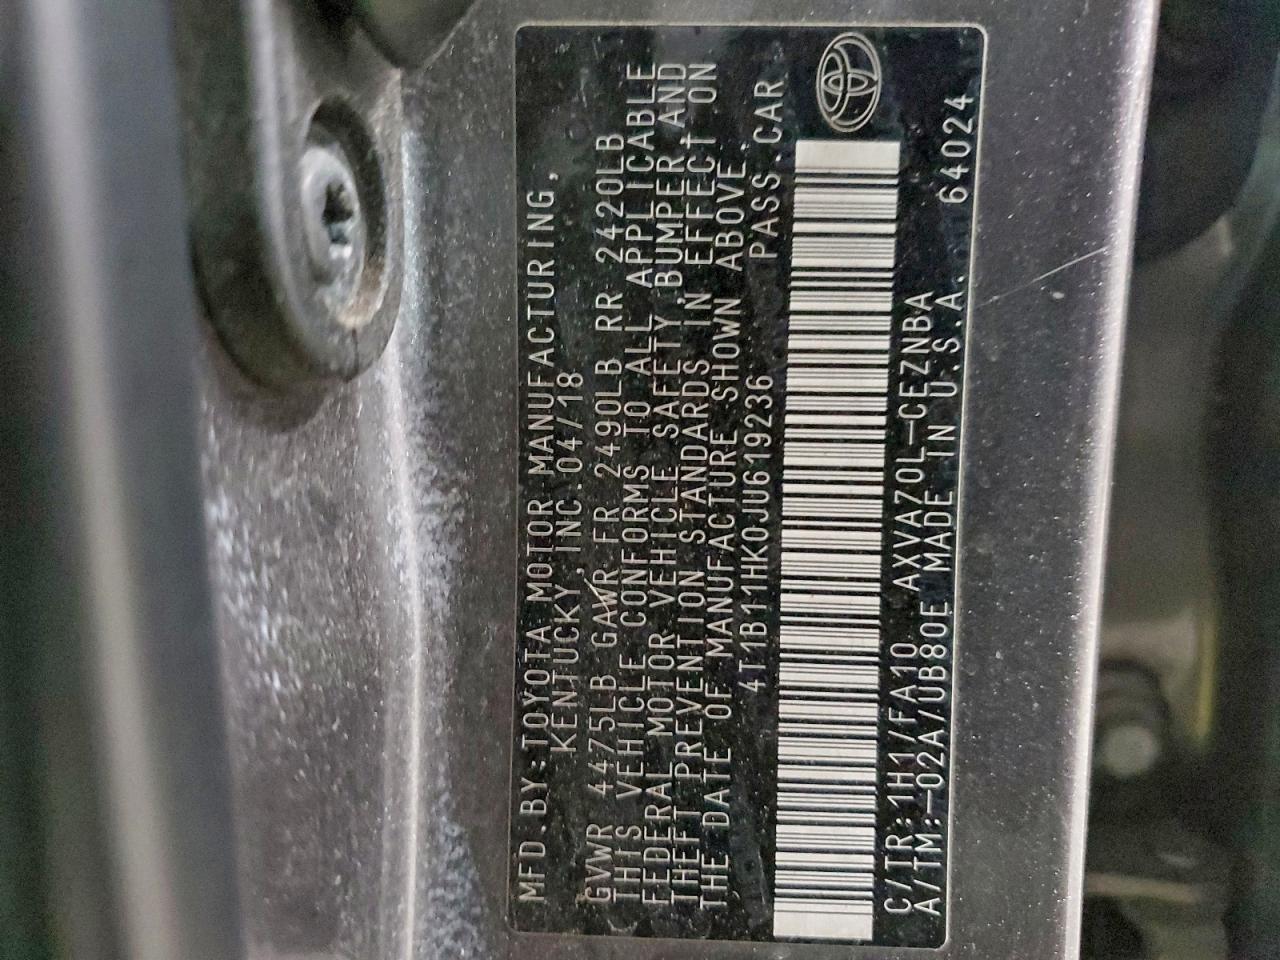 MFD.BY:TOYOTA MOTOR MANUFACTURING,
KENTUCKY,INC.04/18
GVWR 4475LB GAWR FR 2490LB RR 2420LB
THIS VEHICLE CONFORMS TO ALL APPLICABLE
FEDERAL MOTOR VEHICLE SAFETY,BUMPER,AND
THEFT PREVENTION STANDARDS IN EFFECT ON
THE DATE OF MANUFACTURE SHOWN ABOVE.
4T1B11HK0JU619236 PASS.CAR
C/TR:1H1/FA10 AXVA70L-CEZNBA
A/TM:-02A/UB80E MADE IN U.S.A. 64024